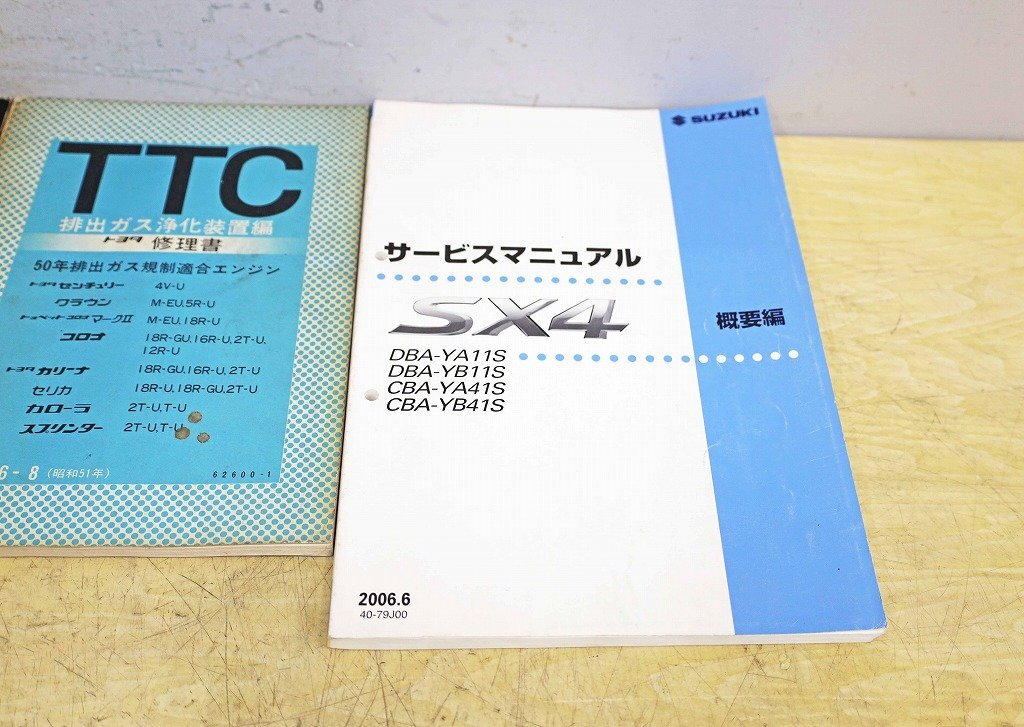 TTC
排出ガス浄化装置編
トヨタ 修理書
50年排出ガス規制適合エンジン
トヨタ センチュリー 4V-U
クラウン M-EU,5R-U
トヨペット コロナ マークII M-EU,18R-U
コロナ 18R-GU,16R-U,2T-U,
12R-U
トヨタ カリーナ 18R-GU,16R-U,2T-U
セリカ 18R-U,18R-GU,2T-U
カローラ 2T-U,T-U
スプリンター 2T-U,T-U
6-8 (昭和51年)
62600-1
SUZUKI
サービスマニュアル
SX4
概要編
DBA-YA11S
DBA-YB11S
CBA-YA41S
CBA-YB41S
2006.6
40-79J00